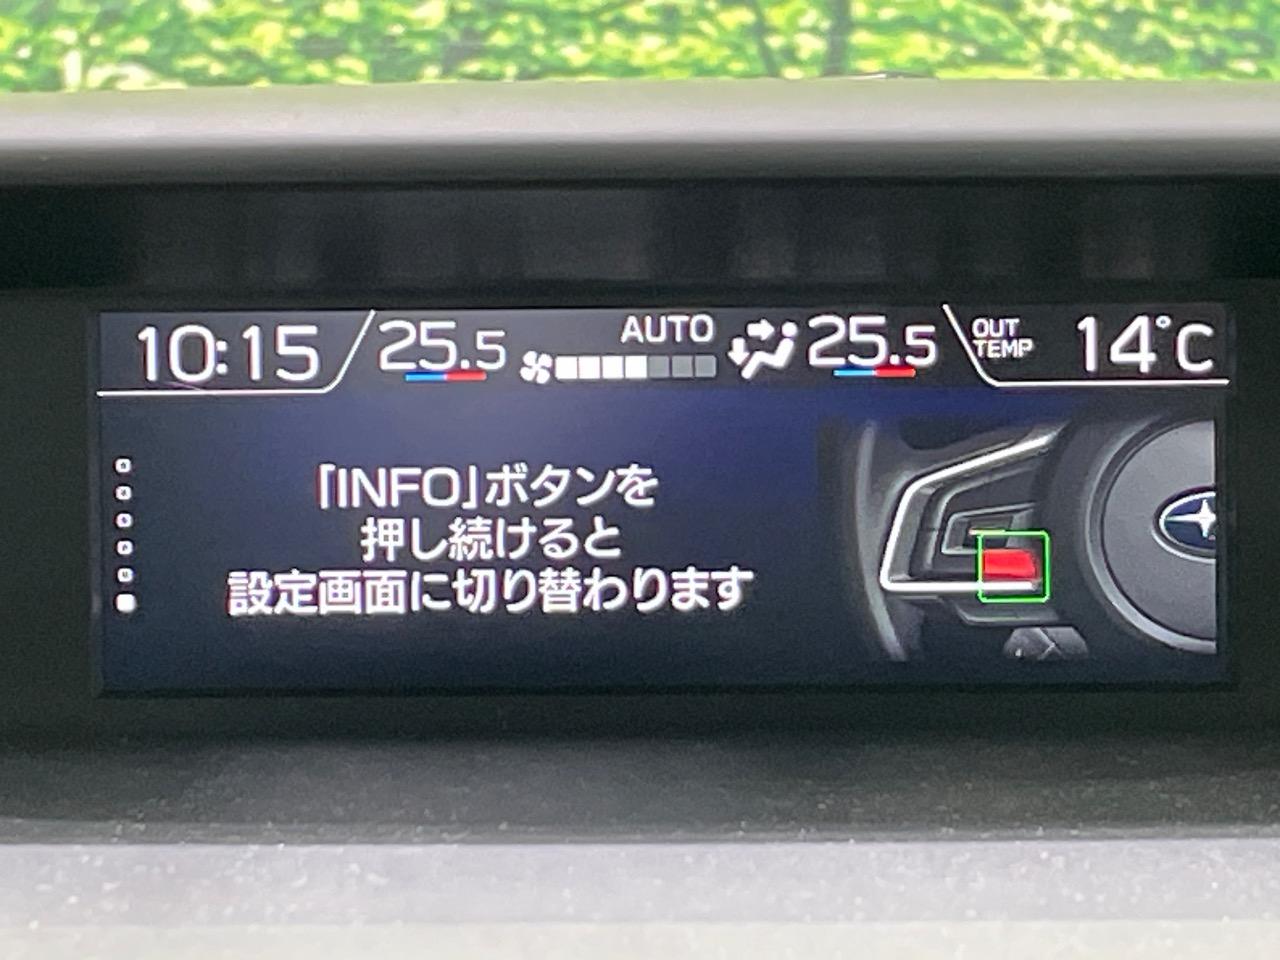 10:15 25.5 AUTO 25.5 OUT TEMP 14°C
「INFO」ボタンを
押し続けると
設定画面に切り替わります